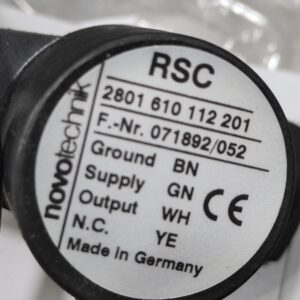 novotechnik
RSC
2801 610 112 201
F.-Nr. 071892/052
Ground BN
Supply GN
Output WH
N.C. YE
CE
Made in Germany